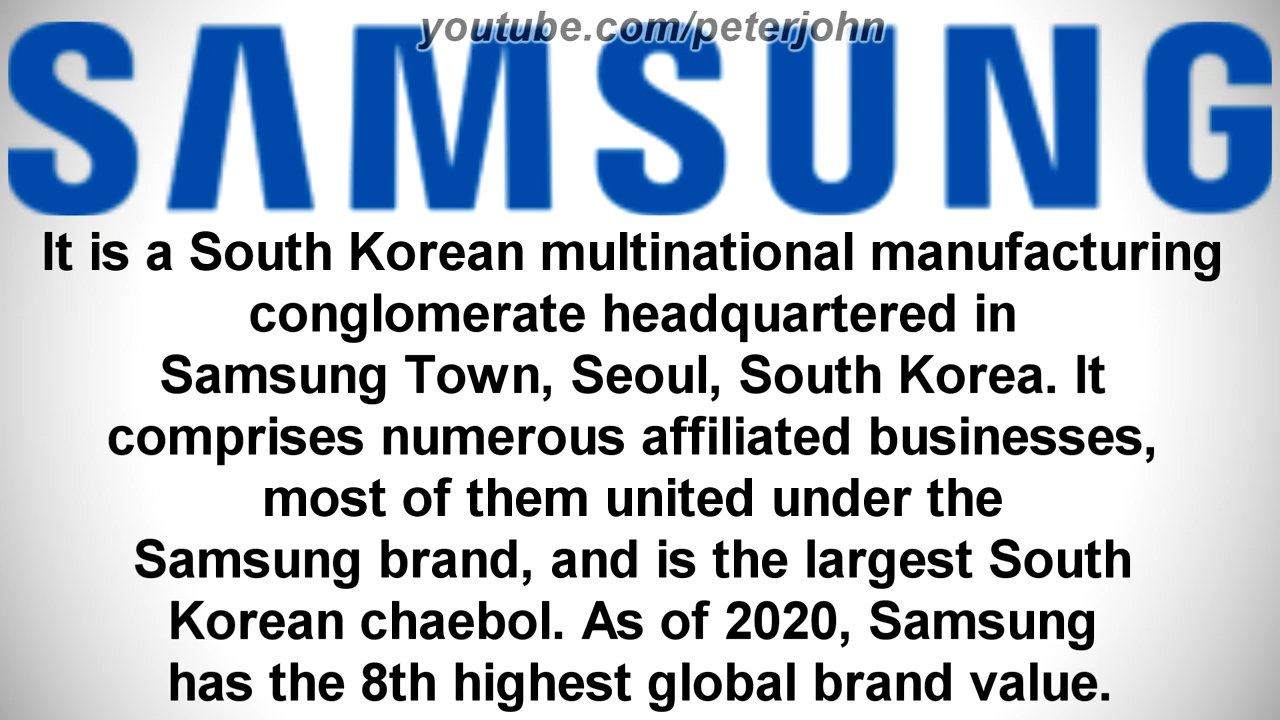 youtube.com/peterjohn
SAMSUNG
It is a South Korean multinational manufacturing
conglomerate headquartered in
Samsung Town, Seoul, South Korea. It
comprises numerous affiliated businesses,
most of them united under the
Samsung brand, and is the largest South
Korean chaebol. As of 2020, Samsung
has the 8th highest global brand value.